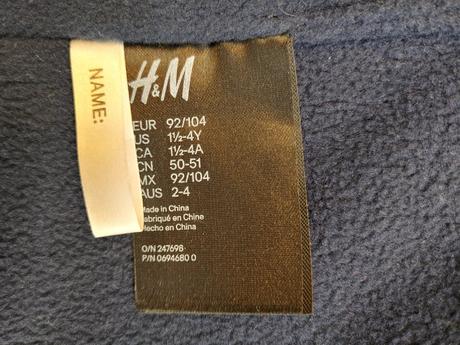 NAME:
H&M
EUR 92/104
US 1½-4Y
CA 1½-4A
CN 50-51
MX 92/104
AUS 2-4
Made in China
Fabriqué en Chine
Hecho en China
O/N 247698
P/N 0694680 0